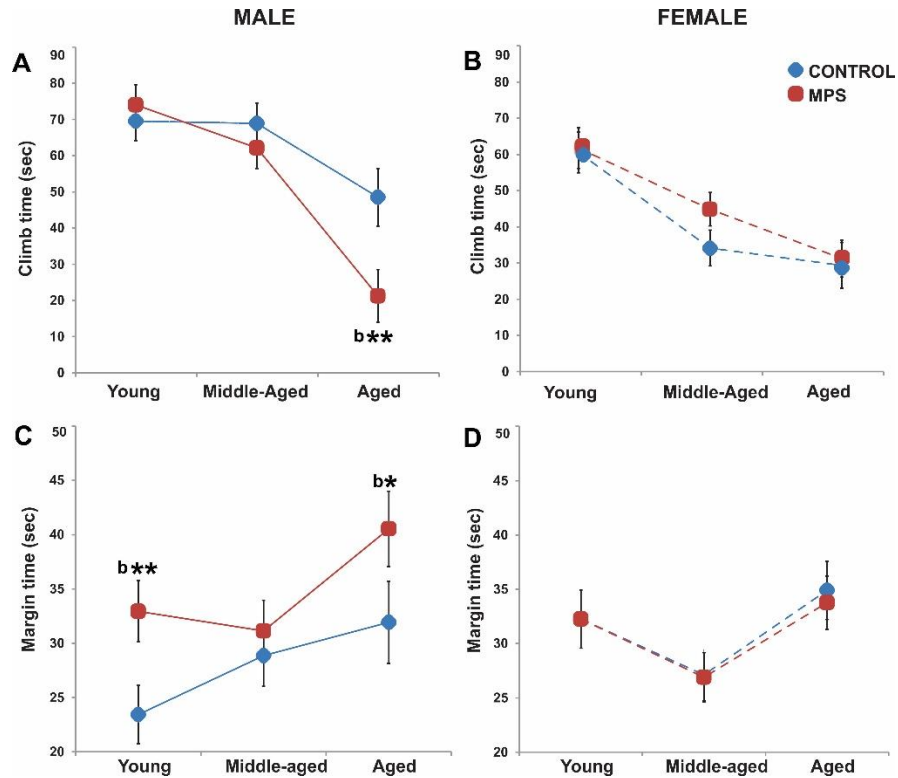 MALE
FEMALE
A
Climb time (sec)
90
80
70
60
50
40
30
20
10
0
b**
Young Middle-Aged Aged
B
CONTROL
MPS
Climb time (sec)
90
80
70
60
50
40
30
20
10
0
Young Middle-Aged Aged
C
Margin time (sec)
50
45
40
35
30
25
20
b**
b*
Young Middle-aged Aged
D
Margin time (sec)
50
45
40
35
30
25
20
Young Middle-aged Aged